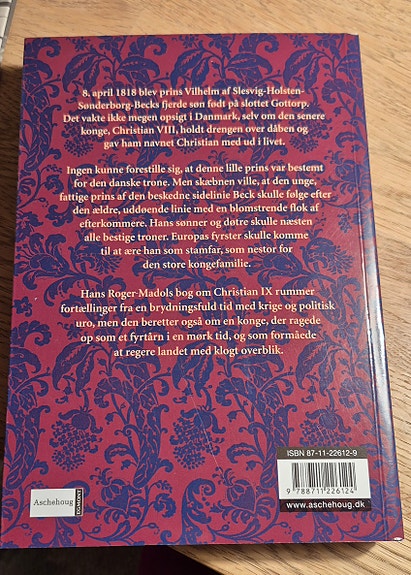 8. april 1818 blev prins Vilhelm af Slesvig-Holsten-
Sønderborg-Becks fjerde søn født på slottet Gottorp.
Det vakte ikke megen opsigt i Danmark, selv om den senere
konge, Christian VIII, holdt drengen over dåben og
gav ham navnet Christian med ud i livet.
Ingen kunne forestille sig, at denne lille prins var bestemt
for den danske trone. Men skæbnen ville, at den unge,
fattige prins af den beskedne sidelinie Beck skulle følge efter
den ældre, uddøende linie med en blomstrende flok af
efterkommere. Hans sønner og døtre skulle næsten
alle bestige troner. Europas fyrster skulle komme
til at ære han som stamfar, som nestor for
den store kongefamilie.
Hans Roger-Madols bog om Christian IX rummer
fortællinger fra en brydningsfuld tid med krige og politisk
uro, men den beretter også om en konge, der ragede
op som et fyrtårn i en mørk tid, og som formåede
at regere landet med klogt overblik.
ISBN 87-11-22612-9
9 788711 226124
www.aschehoug.dk
Aschehoug
EGMONT